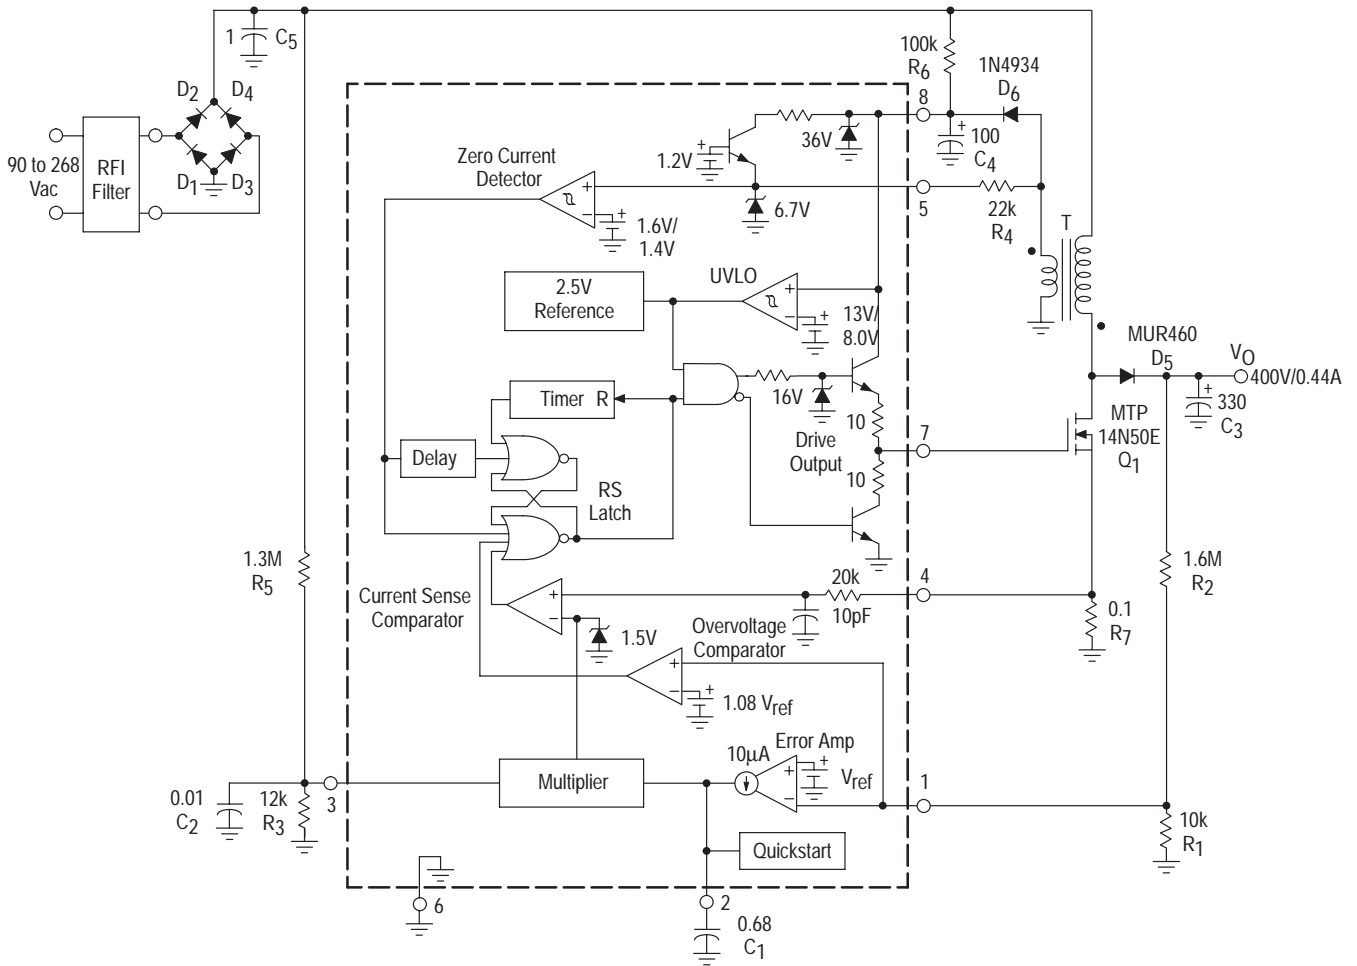 1
C5
D2
D4
D1
D3
90 to 268
Vac
RFI
Filter
100k
R6
1N4934
D6
8
100
C4
36V
1.2V
Zero Current
Detector
+
−
1.6V/
1.4V
6.7V
5
22k
R4
T
2.5V
Reference
UVLO
+
−
13V/
8.0V
MUR460
D5
VO
400V/0.44A
330
C3
MTP
14N50E
Q1
Timer R
16V
10
Drive
Output
10
7
Delay
RS
Latch
1.3M
R5
1.6M
R2
Current Sense
Comparator
+
−
20k
10pF
4
0.1
R7
1.5V
Overvoltage
Comparator
+
−
1.08 Vref
Multiplier
10µA
Error Amp
+
−
Vref
1
0.01
C2
12k
R3
3
10k
R1
Quickstart
6
2
0.68
C1